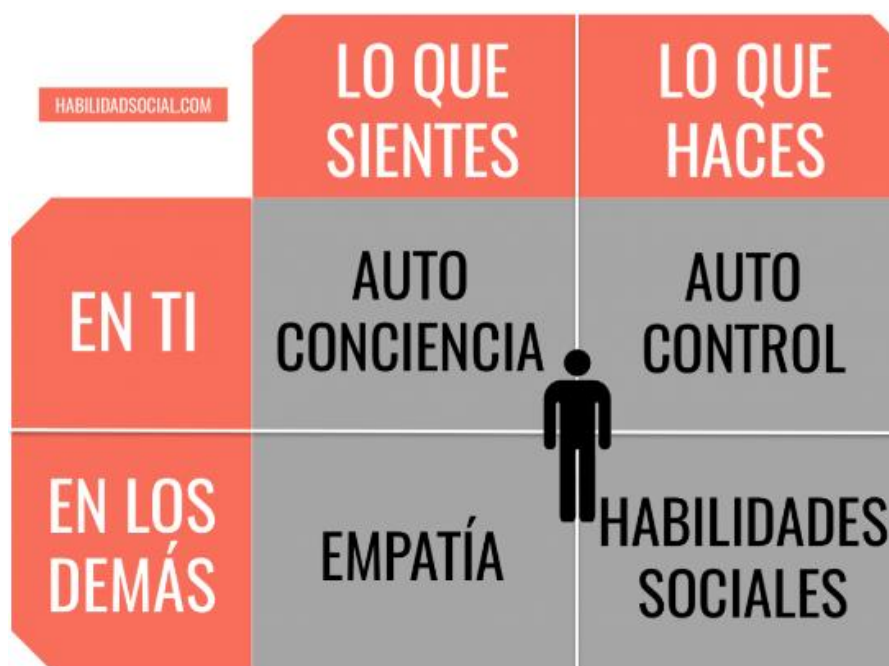 HABILIDADSOCIAL.COM
LO QUE
SIENTES
LO QUE
HACES
EN TI
AUTO
CONCIENCIA
AUTO
CONTROL
EN LOS
DEMÁS
EMPATÍA
HABILIDADES
SOCIALES